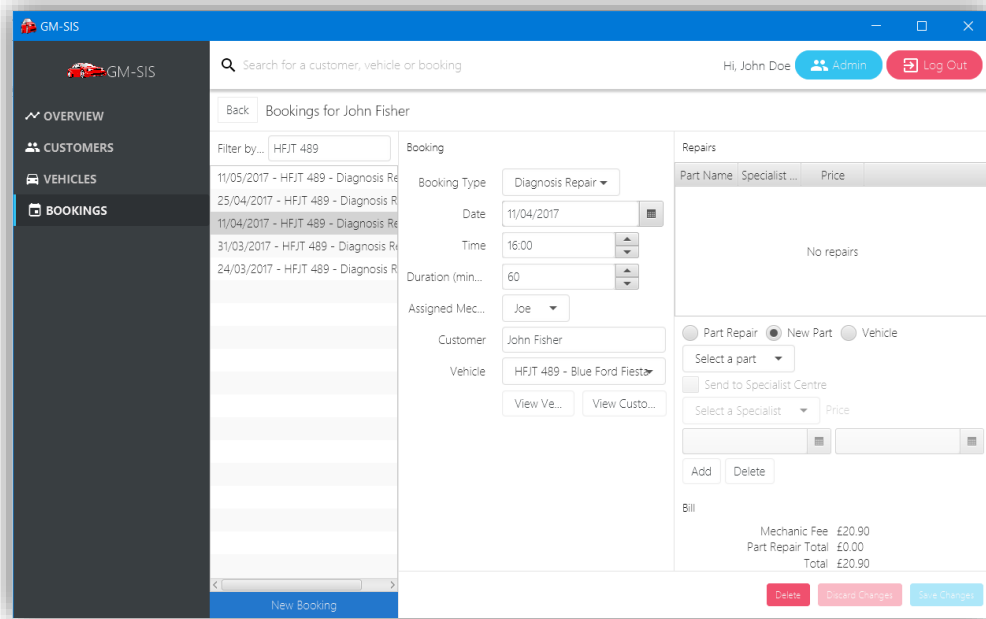 GM-SIS
GM-SIS
Search for a customer, vehicle or booking
Hi, John Doe
Admin
Log Out
OVERVIEW
CUSTOMERS
VEHICLES
BOOKINGS
Back
Bookings for John Fisher
Filter by...
HFJT 489
11/05/2017 - HFJT 489 - Diagnosis Re
25/04/2017 - HFJT 489 - Diagnosis R
11/04/2017 - HFJT 489 - Diagnosis Re
31/03/2017 - HFJT 489 - Diagnosis Re
24/03/2017 - HFJT 489 - Diagnosis R
New Booking
Booking
Booking Type Diagnosis Repair
Date 11/04/2017
Time 16:00
Duration (min... 60
Assigned Mec... Joe
Customer John Fisher
Vehicle HFJT 489 - Blue Ford Fiesta
View Ve... View Custo...
Repairs
Part Name Specialist ... Price
No repairs
Part Repair New Part Vehicle
Select a part
Send to Specialist Centre
Select a Specialist Price
Add Delete
Bill
Mechanic Fee £20.90
Part Repair Total £0.00
Total £20.90
Delete Discard Changes Save Changes